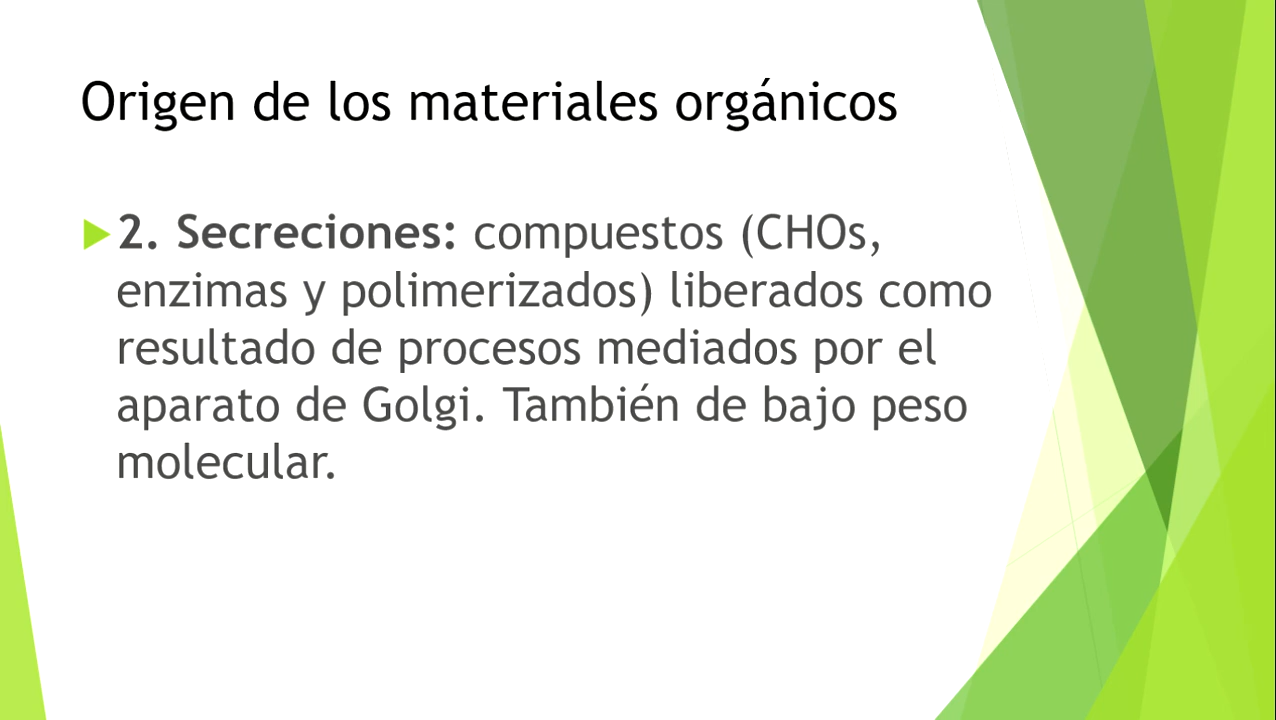 Origen de los materiales orgánicos
2. Secreciones: compuestos (CHOs,
enzimas y polimerizados) liberados como
resultado de procesos mediados por el
aparato de Golgi. También de bajo peso
molecular.